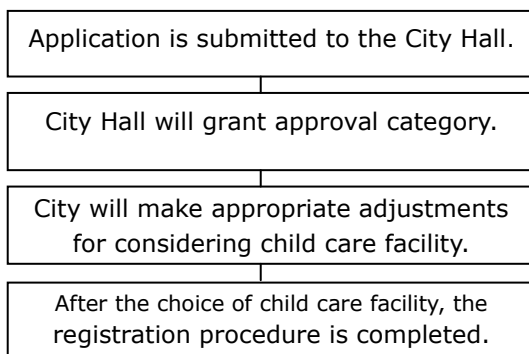 Application is submitted to the City Hall.
City Hall will grant approval category.
City will make appropriate adjustments
for considering child care facility.
After the choice of child care facility, the
registration procedure is completed.